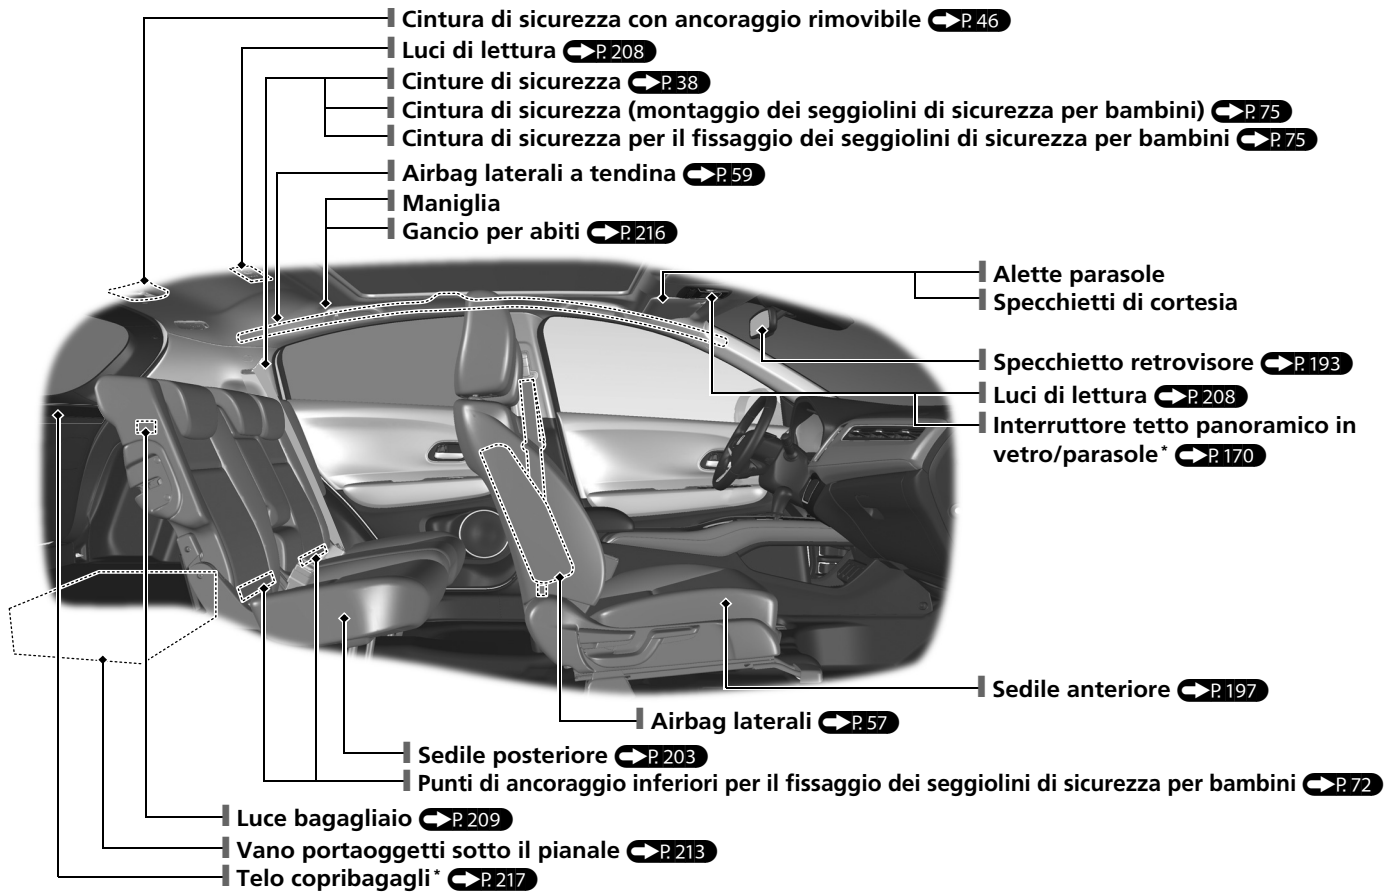 Cintura di sicurezza con ancoraggio rimovibile P. 46
Luci di lettura P. 208
Cinture di sicurezza P. 38
Cintura di sicurezza (montaggio dei seggiolini di sicurezza per bambini) P. 75
Cintura di sicurezza per il fissaggio dei seggiolini di sicurezza per bambini P. 75
Airbag laterali a tendina P. 59
Maniglia
Gancio per abiti P. 216
Alette parasole
Specchietti di cortesia
Specchietto retrovisore P. 193
Luci di lettura P. 208
Interruttore tetto panoramico in
vetro/parasole* P. 170
Sedile anteriore P. 197
Airbag laterali P. 57
Sedile posteriore P. 203
Punti di ancoraggio inferiori per il fissaggio dei seggiolini di sicurezza per bambini P. 72
Luce bagagliaio P. 209
Vano portaoggetti sotto il pianale P. 213
Telo copribagagli* P. 217